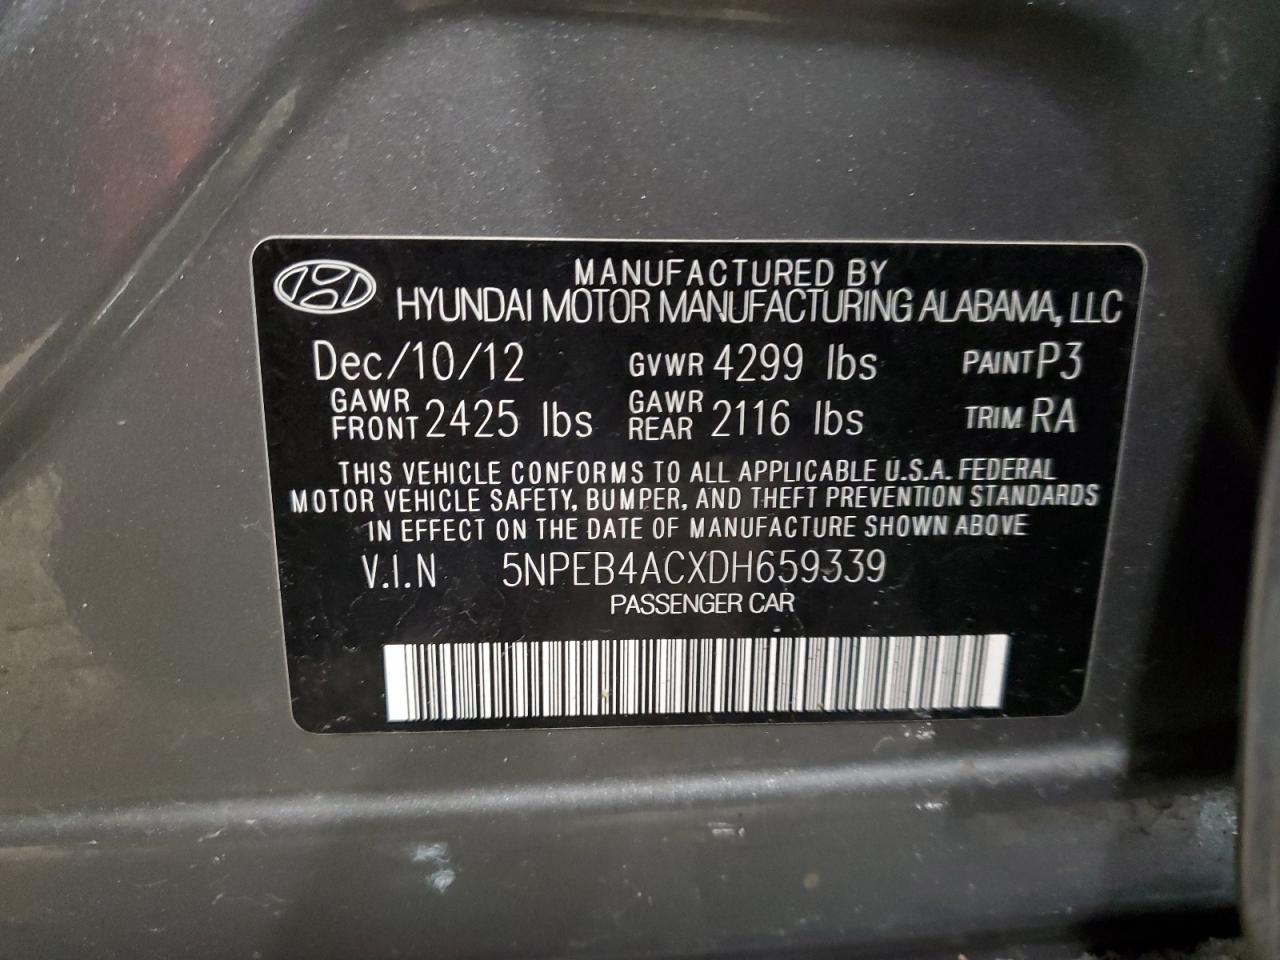 MANUFACTURED BY
HYUNDAI MOTOR MANUFACTURING ALABAMA, LLC
Dec/10/12 GVWR 4299 lbs PAINT P3
GAWR FRONT 2425 lbs GAWR REAR 2116 lbs TRIM RA
THIS VEHICLE CONFORMS TO ALL APPLICABLE U.S.A. FEDERAL
MOTOR VEHICLE SAFETY, BUMPER, AND THEFT PREVENTION STANDARDS
IN EFFECT ON THE DATE OF MANUFACTURE SHOWN ABOVE
V.I.N 5NPEB4ACXDH659339
PASSENGER CAR